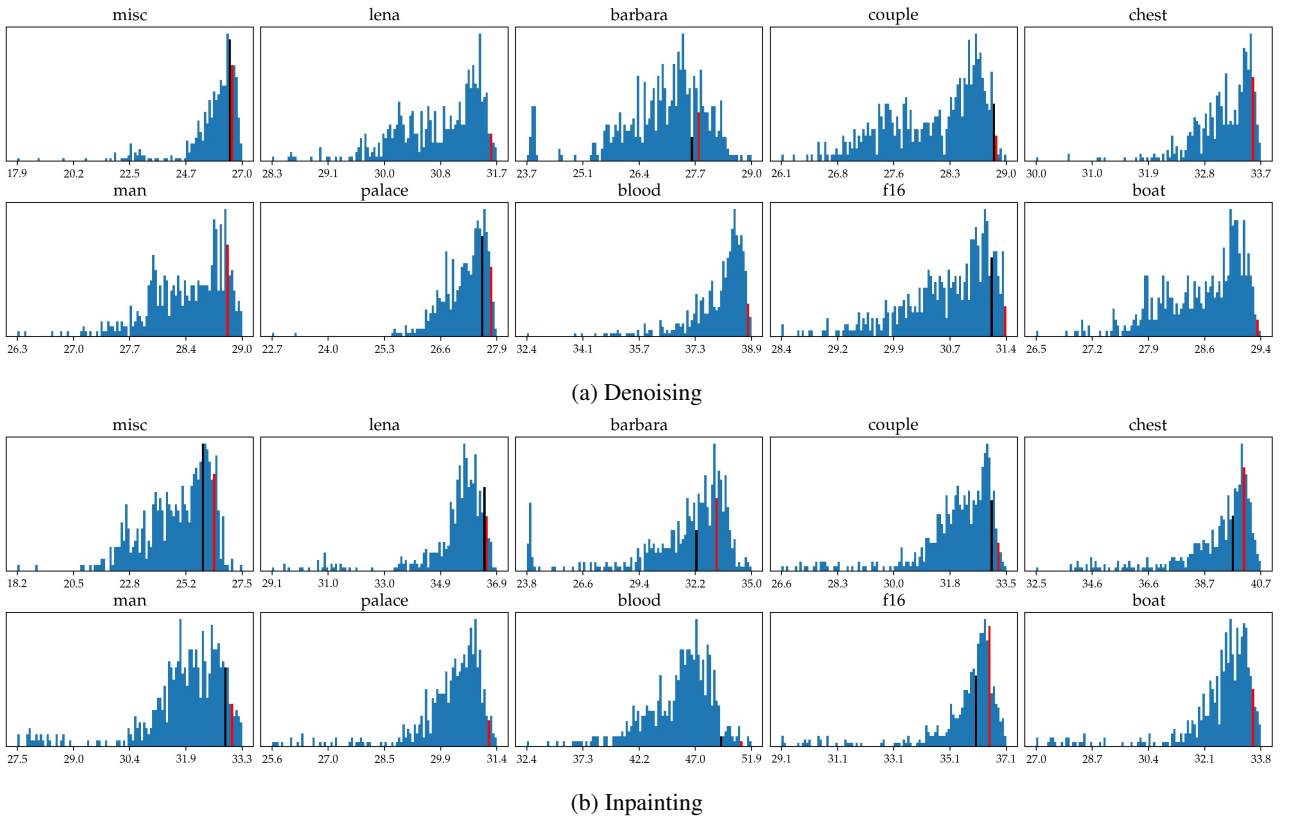 misc lena barbara couple chest
17.9 20.2 22.5 24.7 27.0 28.3 29.1 30.0 30.8 31.7 23.7 25.1 26.4 27.7 29.0 26.1 26.8 27.6 28.3 29.0 30.0 31.0 31.9 32.8 33.7
man palace blood f16 boat
26.3 27.0 27.7 28.4 29.0 22.7 24.0 25.3 26.6 27.9 32.4 34.1 35.7 37.3 38.9 28.4 29.2 29.9 30.7 31.4 26.5 27.2 27.9 28.6 29.4
(a) Denoising
misc lena barbara couple chest
18.2 20.5 22.8 25.2 27.5 29.1 31.0 33.0 34.9 36.9 23.8 26.6 29.4 32.2 35.0 26.6 28.3 30.0 31.8 33.5 32.5 34.6 36.6 38.7 40.7
man palace blood f16 boat
27.5 29.0 30.4 31.9 33.3 25.6 27.0 28.5 29.9 31.4 32.4 37.3 42.2 47.0 51.9 29.1 31.1 33.1 35.1 37.1 27.0 28.7 30.4 32.1 33.8
(b) Inpainting